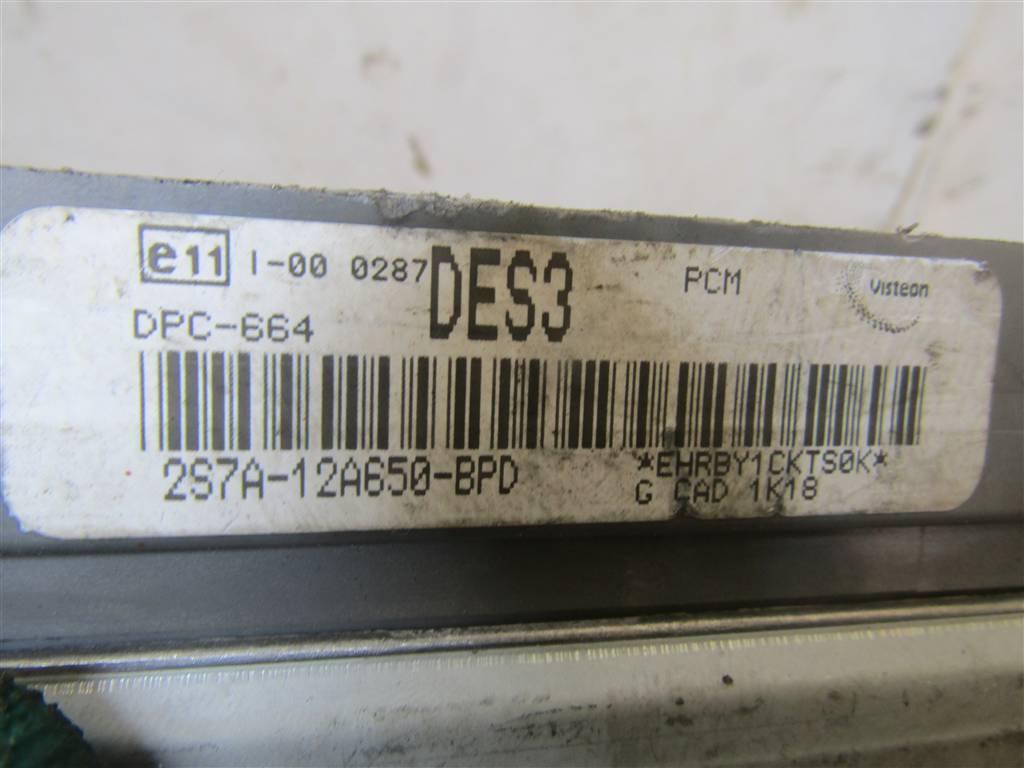 e11 I-00 0287 DES3 PCM Visteon
DPC-664
2S7A-12A650-BPD *EHRBY1CKTS0K*
G CAD 1K18